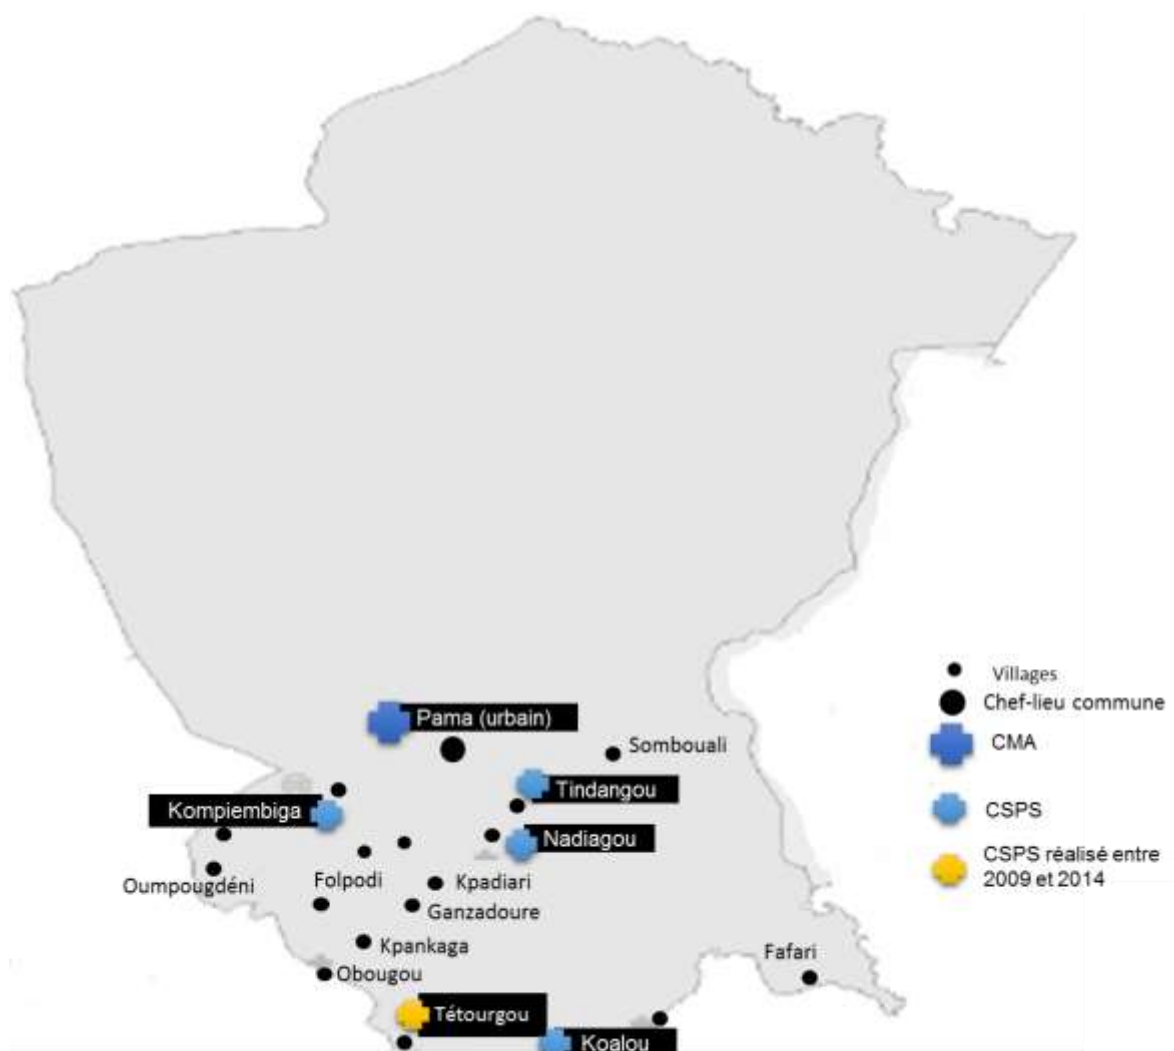 Villages
Chef-lieu commune
Pama (urbain)
CMA
Sombouali
Tindangou
Kompiembiga
CSPS
Nadiagou
CSPS réalisé entre
2009 et 2014
Oumpougdéni
Folpodi
Kpadiari
Ganzadoure
Kpankaga
Fafari
Obougou
Tétourgou
Koalou